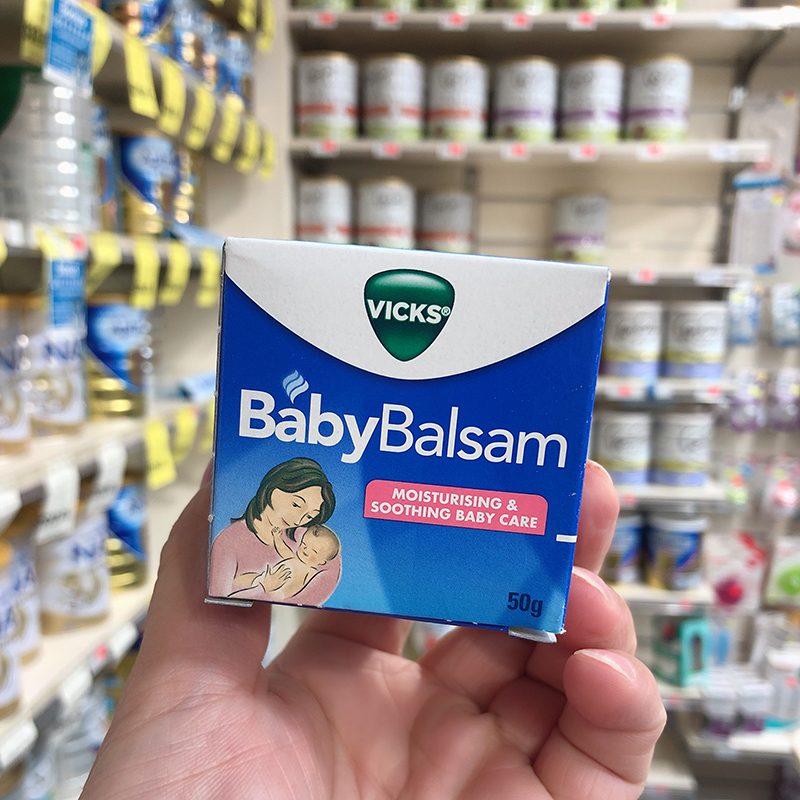 VICKS®
BabyBalsam
MOISTURISING &
SOOTHING BABY CARE
50g